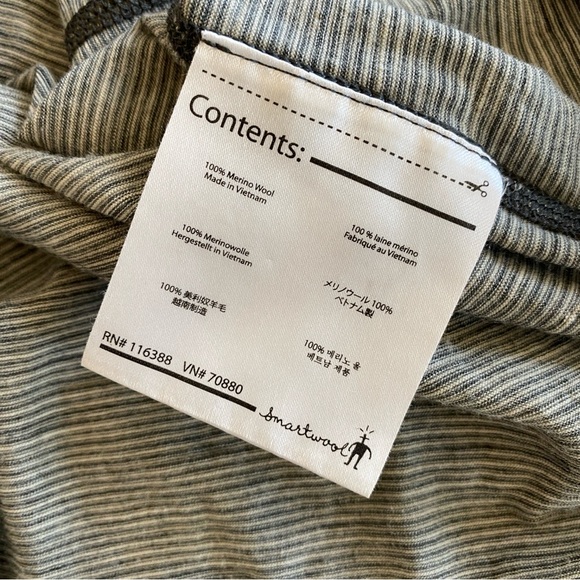 Contents:
100% Merino Wool
Made in Vietnam
100 % laine mérino
Fabriqué au Vietnam
100% Merinowolle
Hergestellt in Vietnam
メリノウール 100%
ベトナム製
100% 美利奴羊毛
越南制造
100% 메리노 울
베트남 제품
RN# 116388 VN# 70880
smartwool